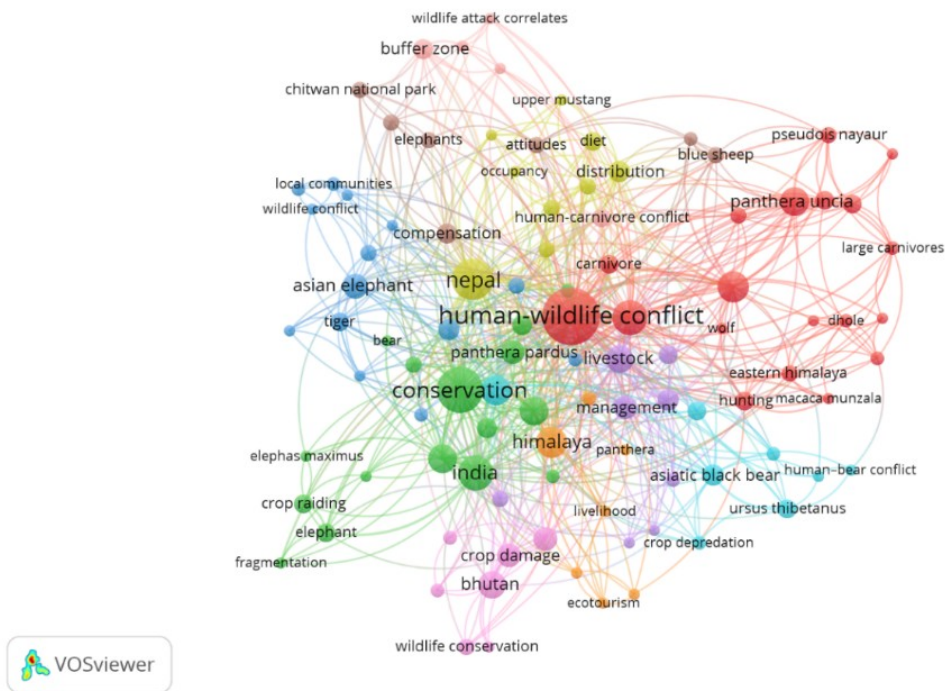 wildlife attack correlates
buffer zone
chitwan national park
upper mustang
elephants
attitudes
diet
pseudois nayaur
blue sheep
occupancy
distribution
local communities
panthera uncia
wildlife conflict
human-carnivore conflict
compensation
large carnivores
carnivore
nepal
asian elephant
human-wildlife conflict
tiger
wolf
dhole
bear
panthera pardus
livestock
eastern himalaya
conservation
hunting
macaca munzala
management
himalaya
panthera
elephas maximus
india
asiatic black bear
human–bear conflict
crop raiding
livelihood
ursus thibetanus
elephant
crop depredation
fragmentation
crop damage
bhutan
ecotourism
wildlife conservation
VOSviewer